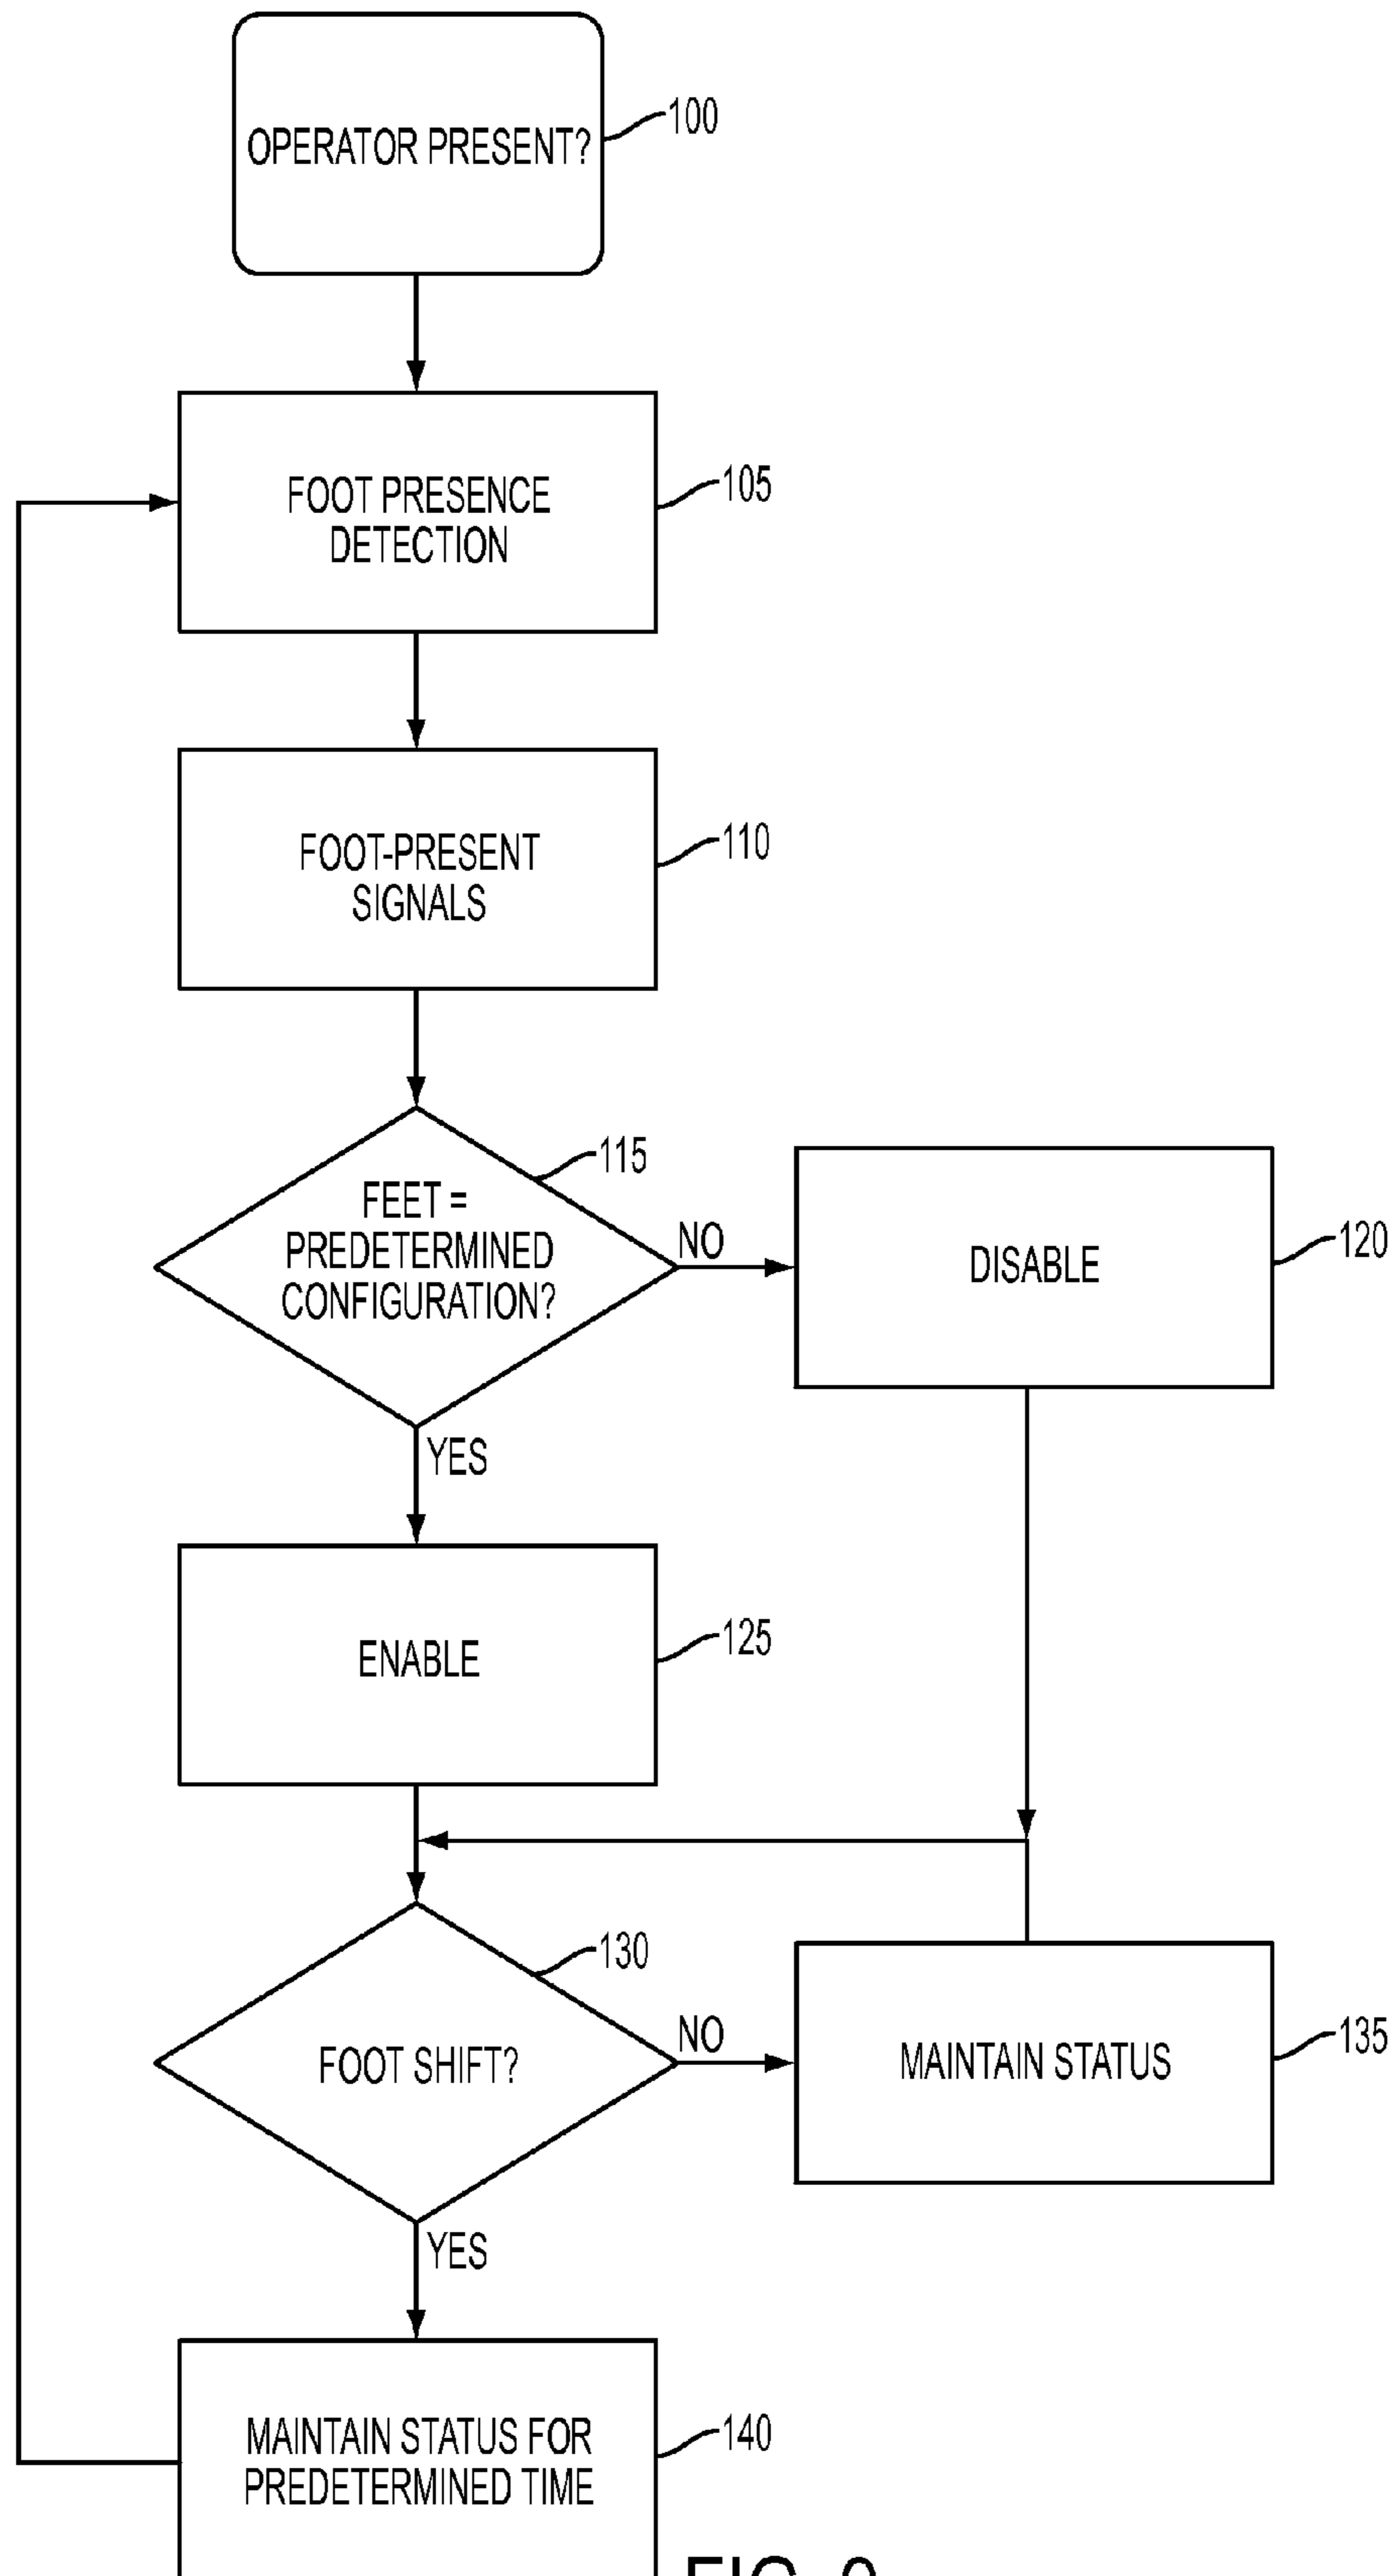 OPERATOR PRESENT?
100
FOOT PRESENCE
DETECTION
105
FOOT-PRESENT
SIGNALS
110
FEET =
PREDETERMINED
CONFIGURATION?
115
NO
DISABLE
120
YES
ENABLE
125
FOOT SHIFT?
130
NO
MAINTAIN STATUS
135
YES
MAINTAIN STATUS FOR
PREDETERMINED TIME
140